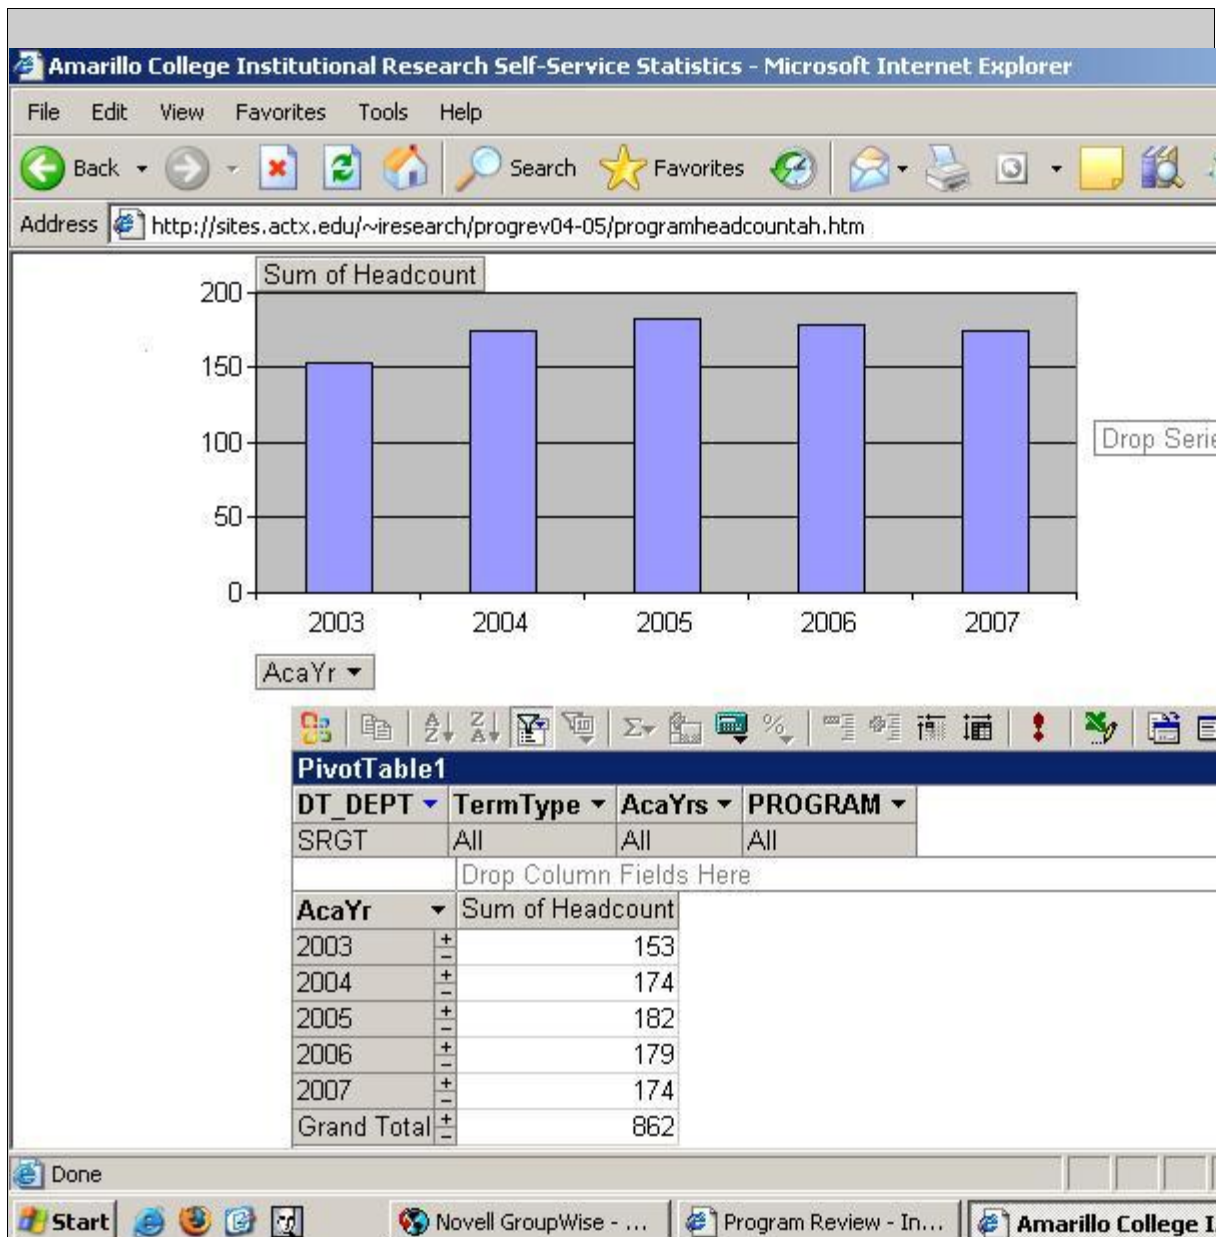 Amarillo College Institutional Research Self-Service Statistics - Microsoft Internet Explorer
File Edit View Favorites Tools Help
Back Search Favorites
Address http://sites.actx.edu/~iresearch/progrev04-05/programheadcountah.htm
Sum of Headcount
200
150
100
50
0
Drop Serie
2003 2004 2005 2006 2007
AcaYr
PivotTable1
DT_DEPT TermType AcaYrs PROGRAM
SRGT All All All
Drop Column Fields Here
AcaYr Sum of Headcount
2003 153
2004 174
2005 182
2006 179
2007 174
Grand Total 862
Done
Start Novell GroupWise - ... Program Review - In... Amarillo College I